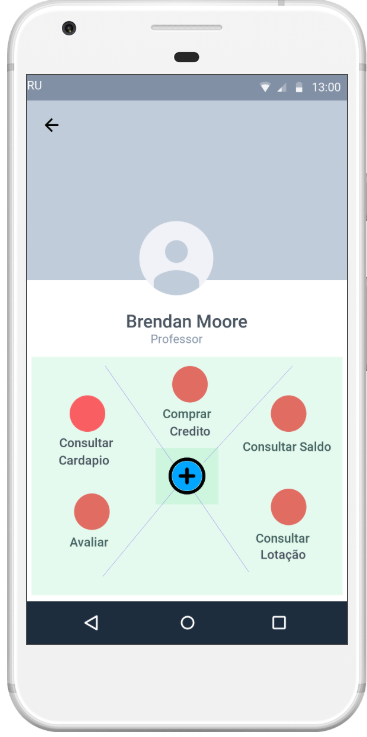 RU
13:00
Brendan Moore
Professor
Comprar
Credito
Consultar
Cardapio
Consultar Saldo
Avaliar
Consultar
Lotação